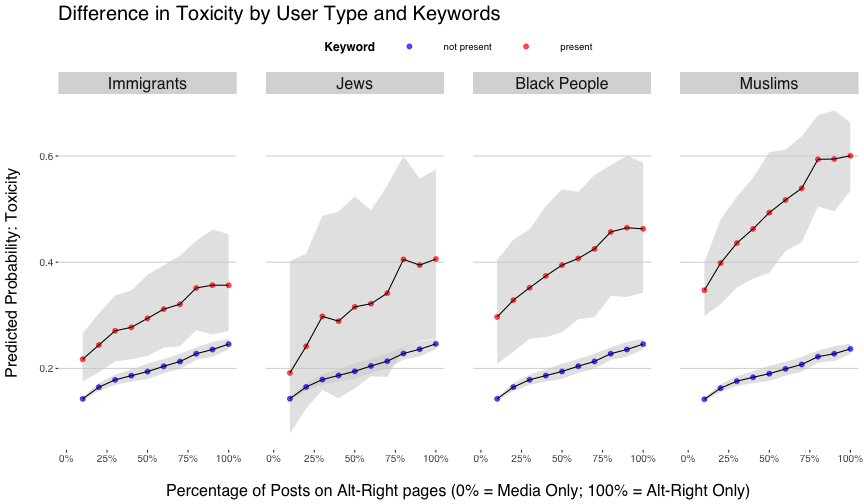 Difference in Toxicity by User Type and Keywords
Keyword not present present
Immigrants Jews Black People Muslims
Predicted Probability: Toxicity
0.6
0.4
0.2
0% 25% 50% 75% 100% 0% 25% 50% 75% 100% 0% 25% 50% 75% 100% 0% 25% 50% 75% 100%
Percentage of Posts on Alt-Right pages (0% = Media Only; 100% = Alt-Right Only)